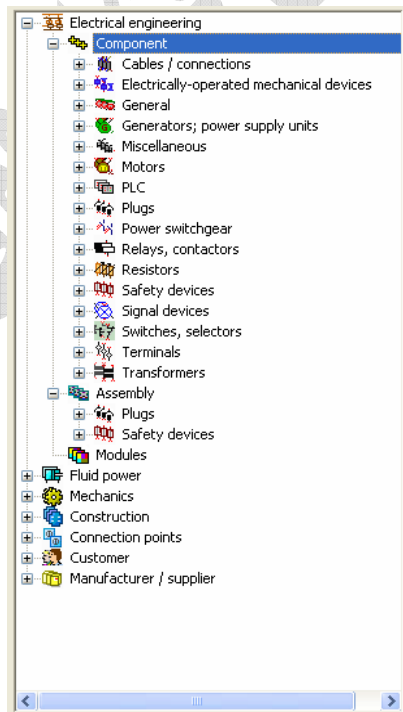 Electrical engineering
Component
Cables / connections
Electrically-operated mechanical devices
General
Generators; power supply units
Miscellaneous
Motors
PLC
Plugs
Power switchgear
Relays, contactors
Resistors
Safety devices
Signal devices
Switches, selectors
Terminals
Transformers
Assembly
Plugs
Safety devices
Modules
Fluid power
Mechanics
Construction
Connection points
Customer
Manufacturer / supplier